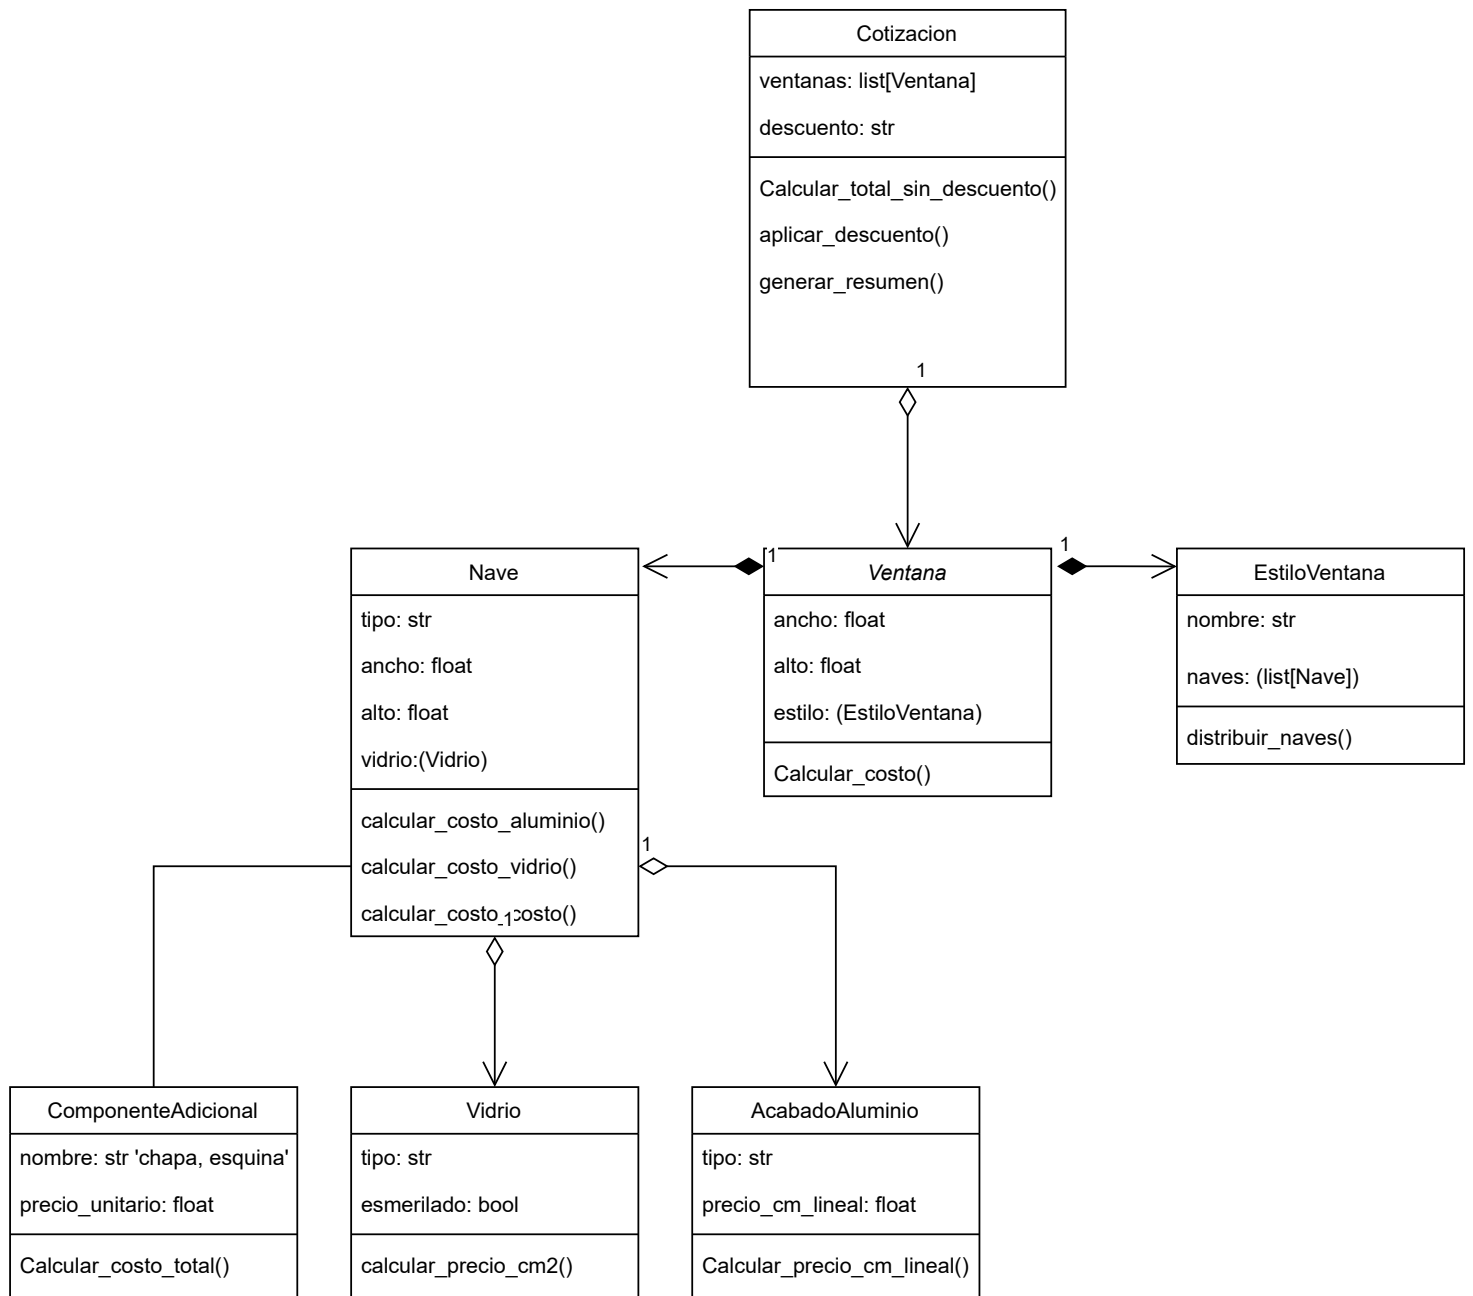 Cotizacion
ventanas: list[Ventana]
descuento: str
Calcular_total_sin_descuento()
aplicar_descuento()
generar_resumen()
1
Nave
tipo: str
ancho: float
alto: float
vidrio:(Vidrio)
calcular_costo_aluminio()
calcular_costo_vidrio()
calcular_costo_costo()
1
1
1
Ventana
ancho: float
alto: float
estilo: (EstiloVentana)
Calcular_costo()
1
EstiloVentana
nombre: str
naves: (list[Nave])
distribuir_naves()
ComponenteAdicional
nombre: str 'chapa, esquina'
precio_unitario: float
Calcular_costo_total()
Vidrio
tipo: str
esmerilado: bool
calcular_precio_cm2()
AcabadoAluminio
tipo: str
precio_cm_lineal: float
Calcular_precio_cm_lineal()